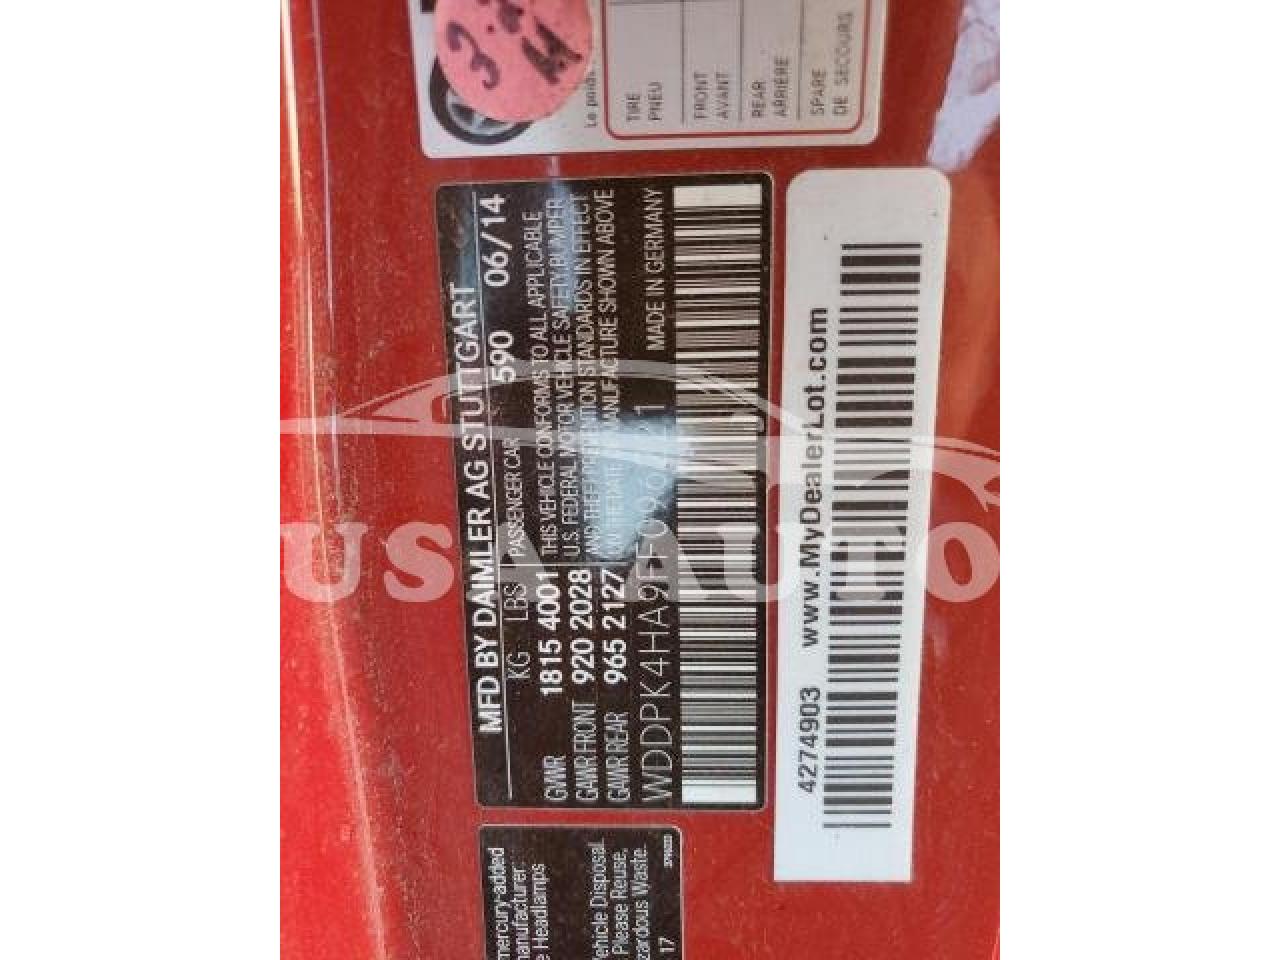 TIRE
PNEU
FRONT
AVANT
REAR
ARRIÈRE
SPARE
DE SECOURS
MFD BY DAIMLER AG STUTTGART
KG LBS PASSENGER CAR 590 06/14
GVWR 1815 4001 THIS VEHICLE CONFORMS TO ALL APPLICABLE
GAWR FRONT 920 2028 U.S. FEDERAL MOTOR VEHICLE SAFETY, BUMPER,
GAWR REAR 965 2127 AND THEFT PREVENTION STANDARDS IN EFFECT
ON THE DATE OF MANUFACTURE SHOWN ABOVE
MADE IN GERMANY
4274903 www.MyDealerLot.com
mercury-added
manufacturer:
Headlamps
Vehicle Disposal.
Please Reuse,
Waste
17
AUTO